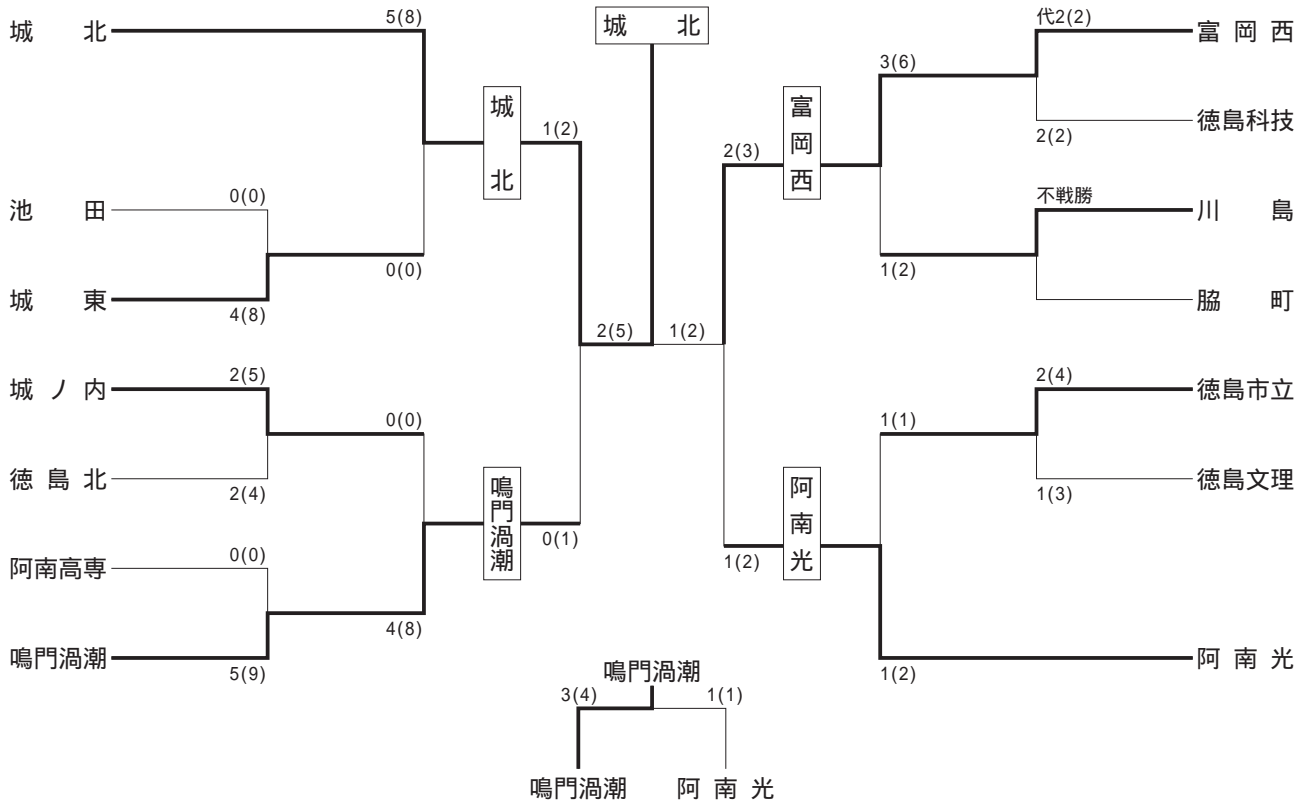 城北
5(8)
城北
1(2)
池田
0(0)
0(0)
城東
4(8)
城ノ内
2(5)
0(0)
徳島北
2(4)
鳴門渦潮
0(1)
阿南高専
0(0)
4(8)
鳴門渦潮
5(9)
城北
2(5)
1(2)
代2(2)
富岡西
3(6)
富岡西
2(3)
徳島科技
2(2)
不戦勝
川島
1(2)
脇町
2(4)
徳島市立
1(1)
徳島文理
1(3)
阿南光
1(2)
阿南光
1(2)
鳴門渦潮
3(4)
1(1)
鳴門渦潮
阿南光